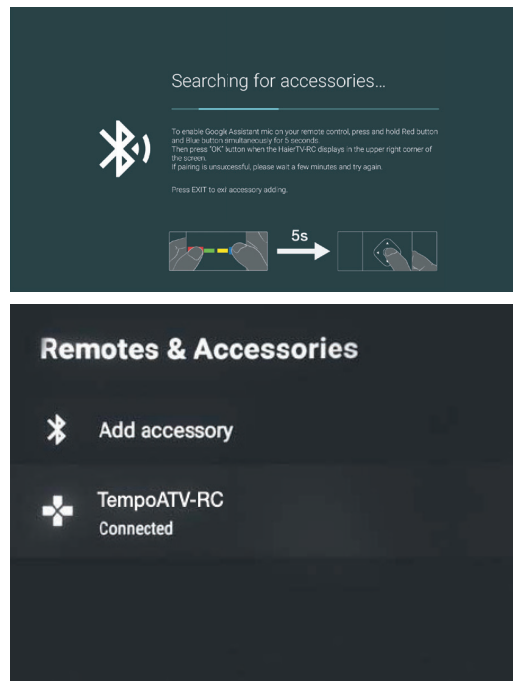 Searching for accessories...
To enable Googlc Assistant mic on your remote control, press and hold Red button
and Blue button simultaneously for 5 seconds.
Then press "OK" button when the HaierTV-RC displays in the upper right corner of
the screen.
If pairing is unsuccessful, please wait a few minutes and try again.
Press EXIT to exit accessory adding.
5s
Remotes & Accessories
Add accessory
TempoATV-RC
Connected